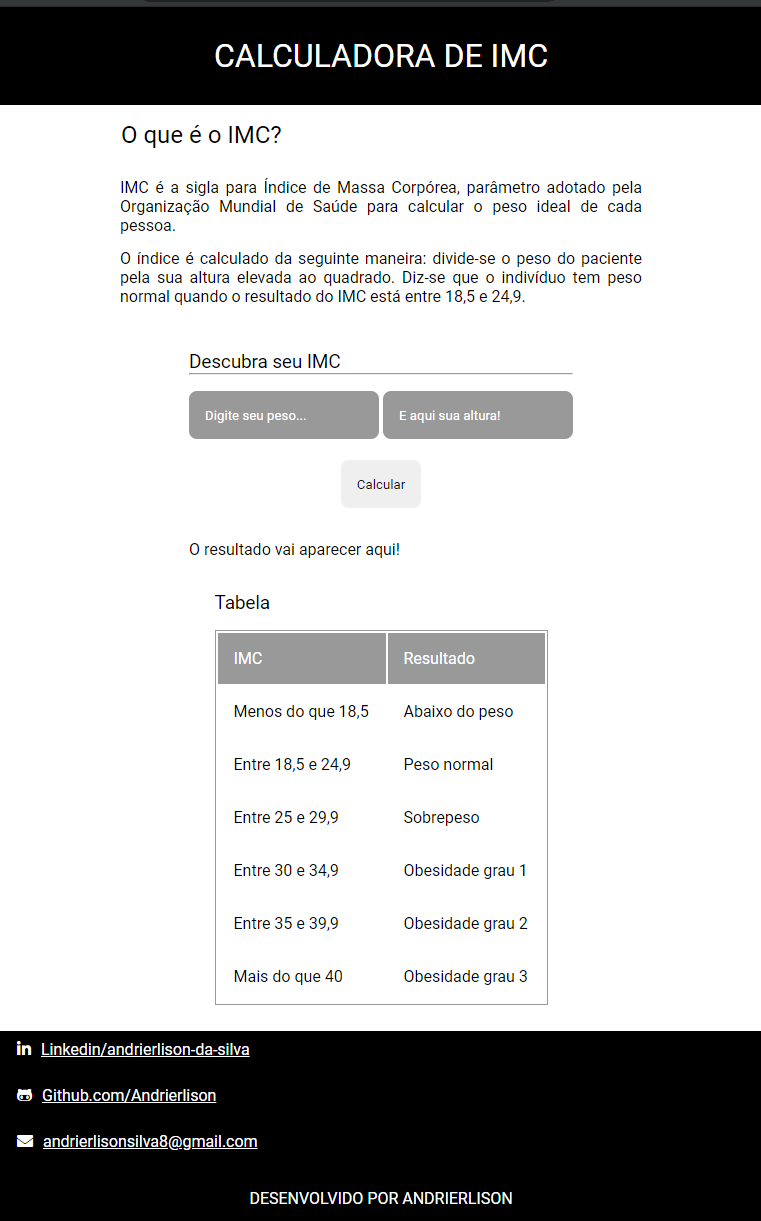 CALCULADORA DE IMC
O que é o IMC?
IMC é a sigla para Índice de Massa Corpórea, parâmetro adotado pela
Organização Mundial de Saúde para calcular o peso ideal de cada
pessoa.
O índice é calculado da seguinte maneira: divide-se o peso do paciente
pela sua altura elevada ao quadrado. Diz-se que o indivíduo tem peso
normal quando o resultado do IMC está entre 18,5 e 24,9.
Descubra seu IMC
Digite seu peso... E aqui sua altura!
Calcular
O resultado vai aparecer aqui!
Tabela
IMC Resultado
Menos do que 18,5 Abaixo do peso
Entre 18,5 e 24,9 Peso normal
Entre 25 e 29,9 Sobrepeso
Entre 30 e 34,9 Obesidade grau 1
Entre 35 e 39,9 Obesidade grau 2
Mais do que 40 Obesidade grau 3
Linkedin/andrierlison-da-silva
Github.com/Andrierlison
andrierlisonsilva8@gmail.com
DESENVOLVIDO POR ANDRIERLISON